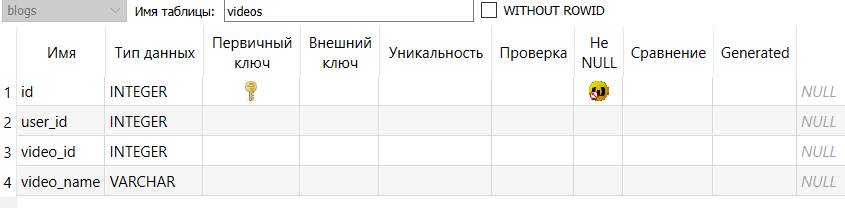 blogs Имя таблицы: videos WITHOUT ROWID
Имя Тип данных Первичный ключ Внешний ключ Уникальность Проверка Не NULL Сравнение Generated
1 id INTEGER NULL
2 user_id INTEGER NULL
3 video_id INTEGER NULL
4 video_name VARCHAR NULL